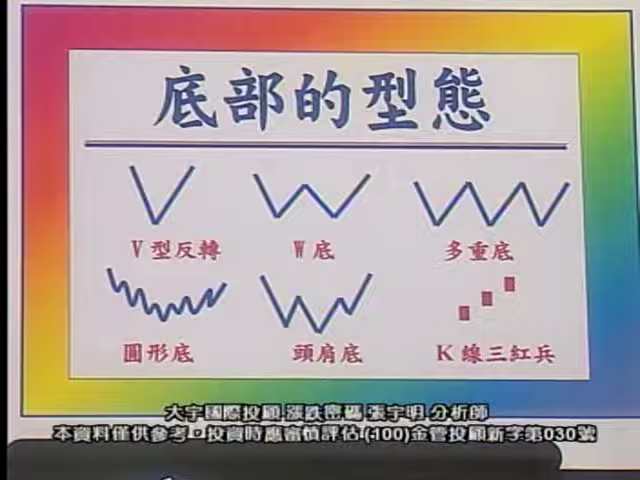 底部的型態
V型反轉
W底
多重底
圓形底
頭肩底
K線三紅兵
大宇國際投顧 漲跌密碼 張宇明 分析師
本資料僅供參考，投資時應審慎評估(100)金管投顧新字第030號